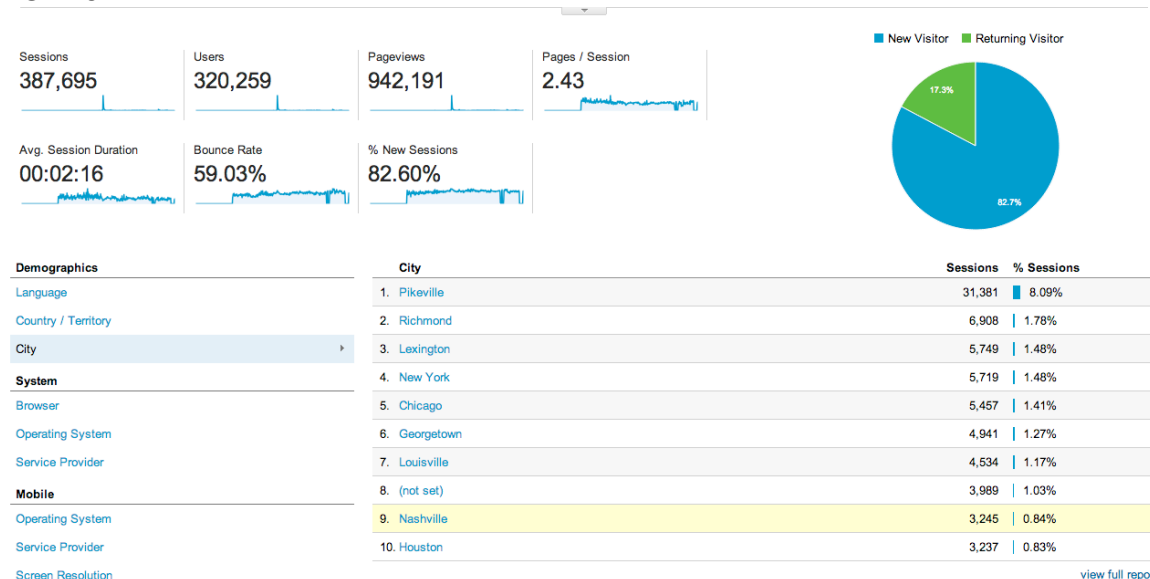 New Visitor Returning Visitor
Sessions Users Pageviews Pages / Session
387,695 320,259 942,191 2.43
17.3%
Avg. Session Duration Bounce Rate % New Sessions
00:02:16 59.03% 82.60%
82.7%
Demographics
Language
Country / Territory
City
System
Browser
Operating System
Service Provider
Mobile
Operating System
Service Provider
Screen Resolution
City Sessions % Sessions
1. Pikeville 31,381 8.09%
2. Richmond 6,908 1.78%
3. Lexington 5,749 1.48%
4. New York 5,719 1.48%
5. Chicago 5,457 1.41%
6. Georgetown 4,941 1.27%
7. Louisville 4,534 1.17%
8. (not set) 3,989 1.03%
9. Nashville 3,245 0.84%
10. Houston 3,237 0.83%
view full repo